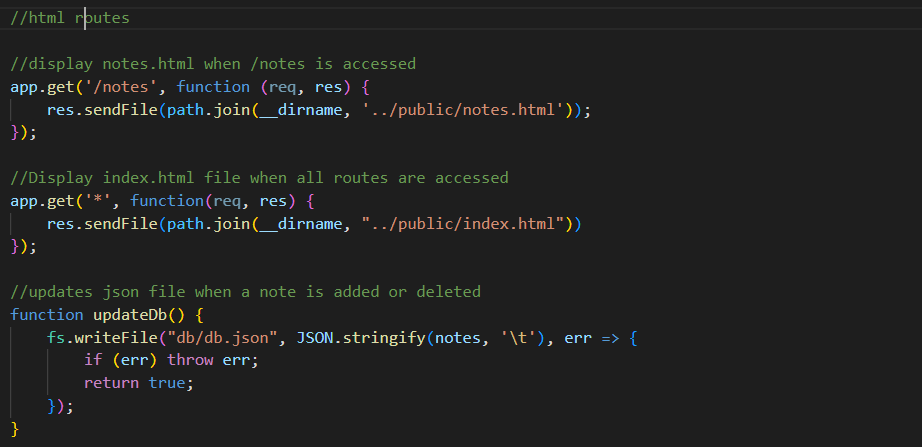 //html routes
//display notes.html when /notes is accessed
app.get('/notes', function (req, res) {
    res.sendFile(path.join(__dirname, '../public/notes.html'));
});
//Display index.html file when all routes are accessed
app.get('*', function(req, res) {
    res.sendFile(path.join(__dirname, "../public/index.html"))
});
//updates json file when a note is added or deleted
function updateDb() {
    fs.writeFile("db/db.json", JSON.stringify(notes, '\t'), err => {
        if (err) throw err;
        return true;
    });
}